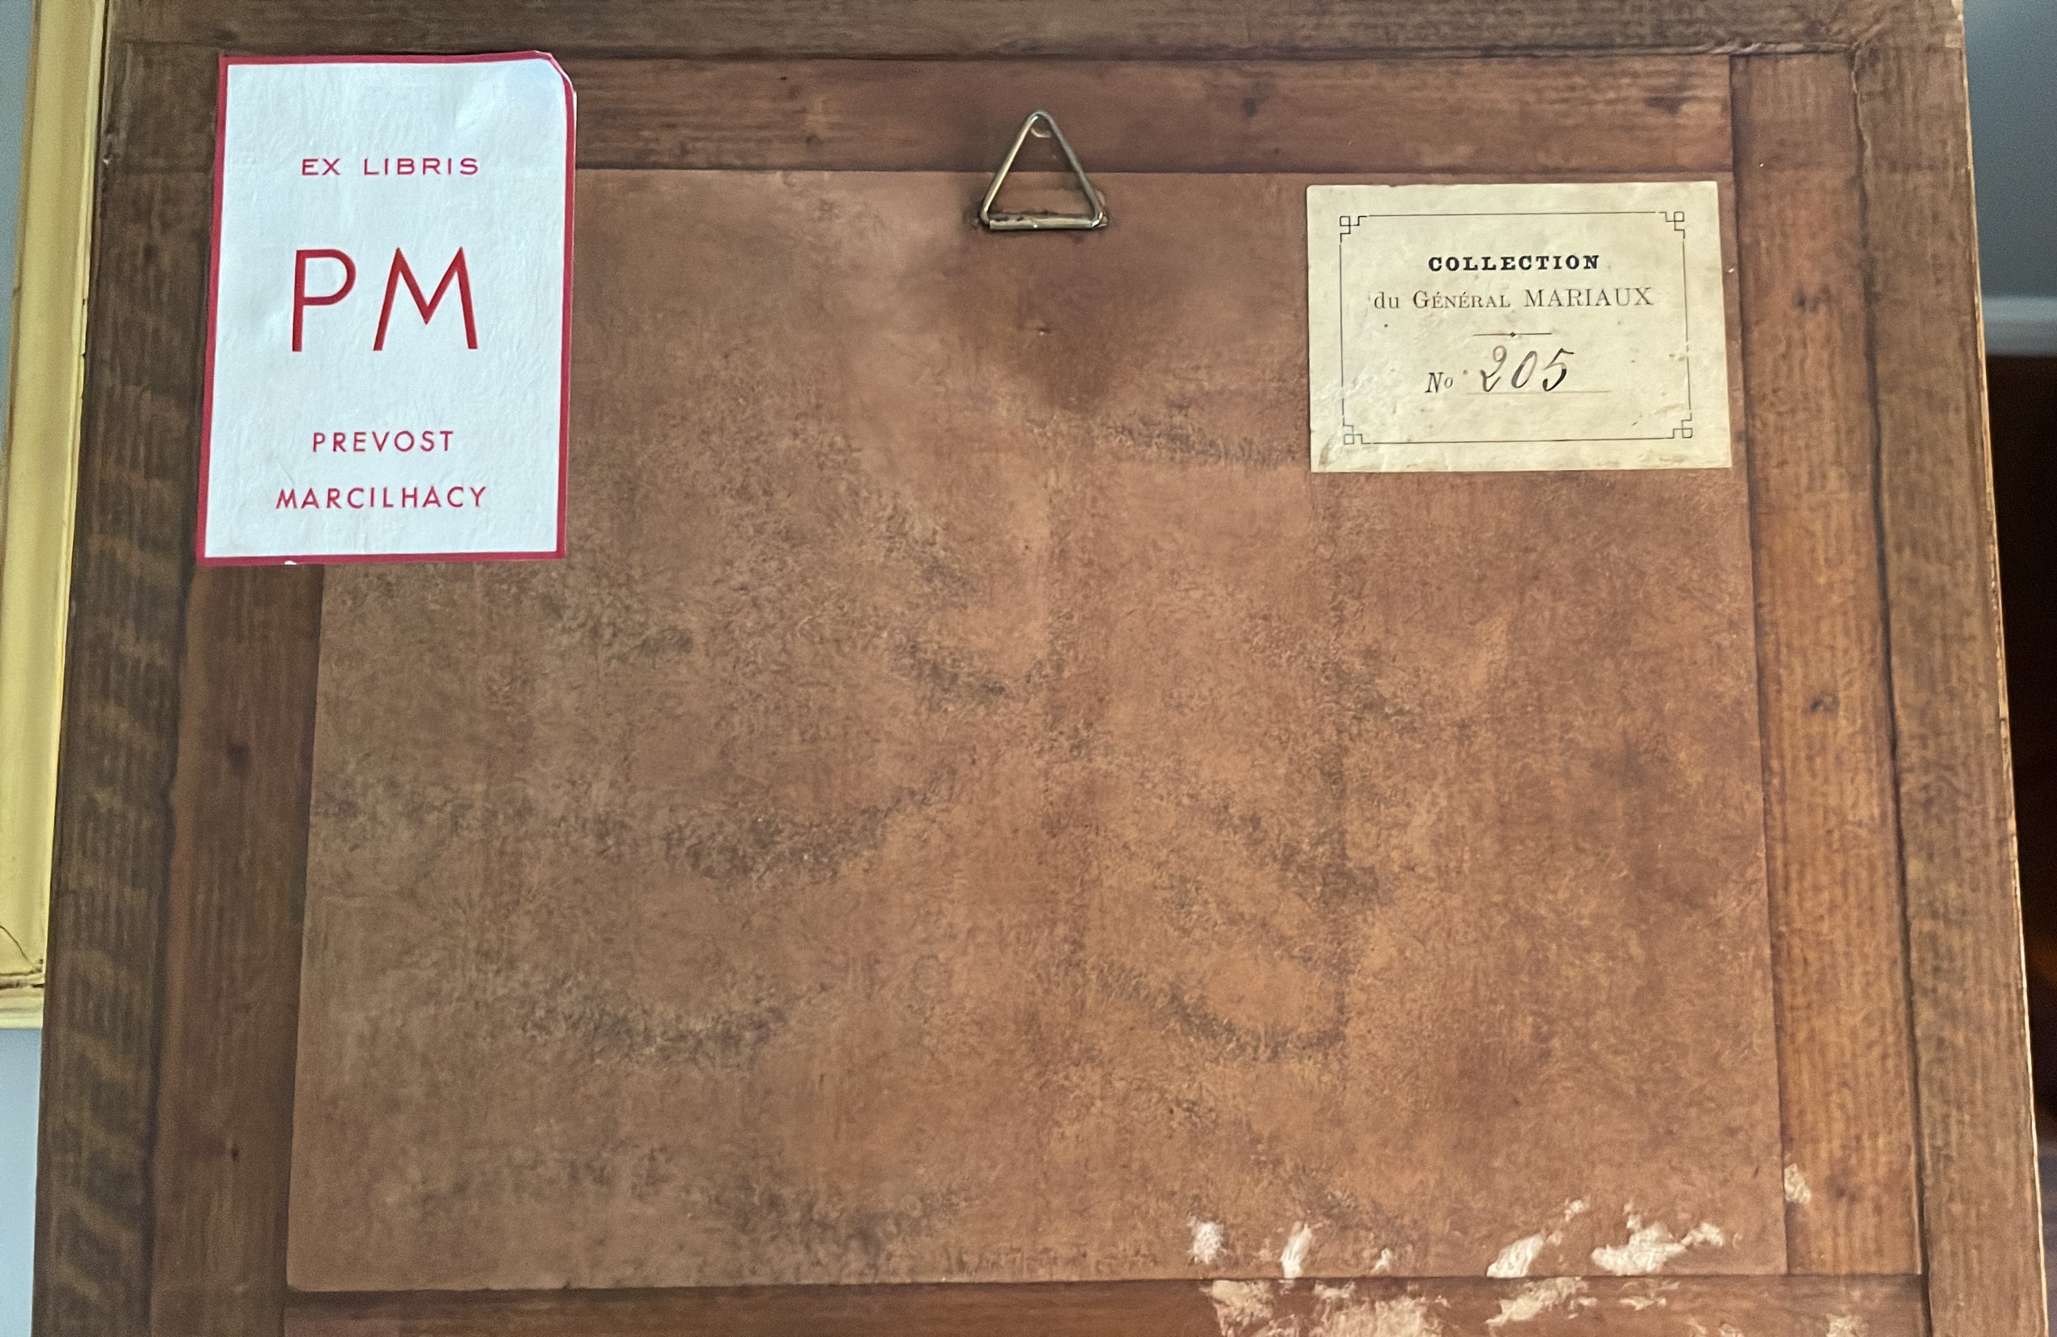 EX LIBRIS
PM
PREVOST
MARCILHACY
COLLECTION
du GÉNÉRAL MARIAUX
No 205